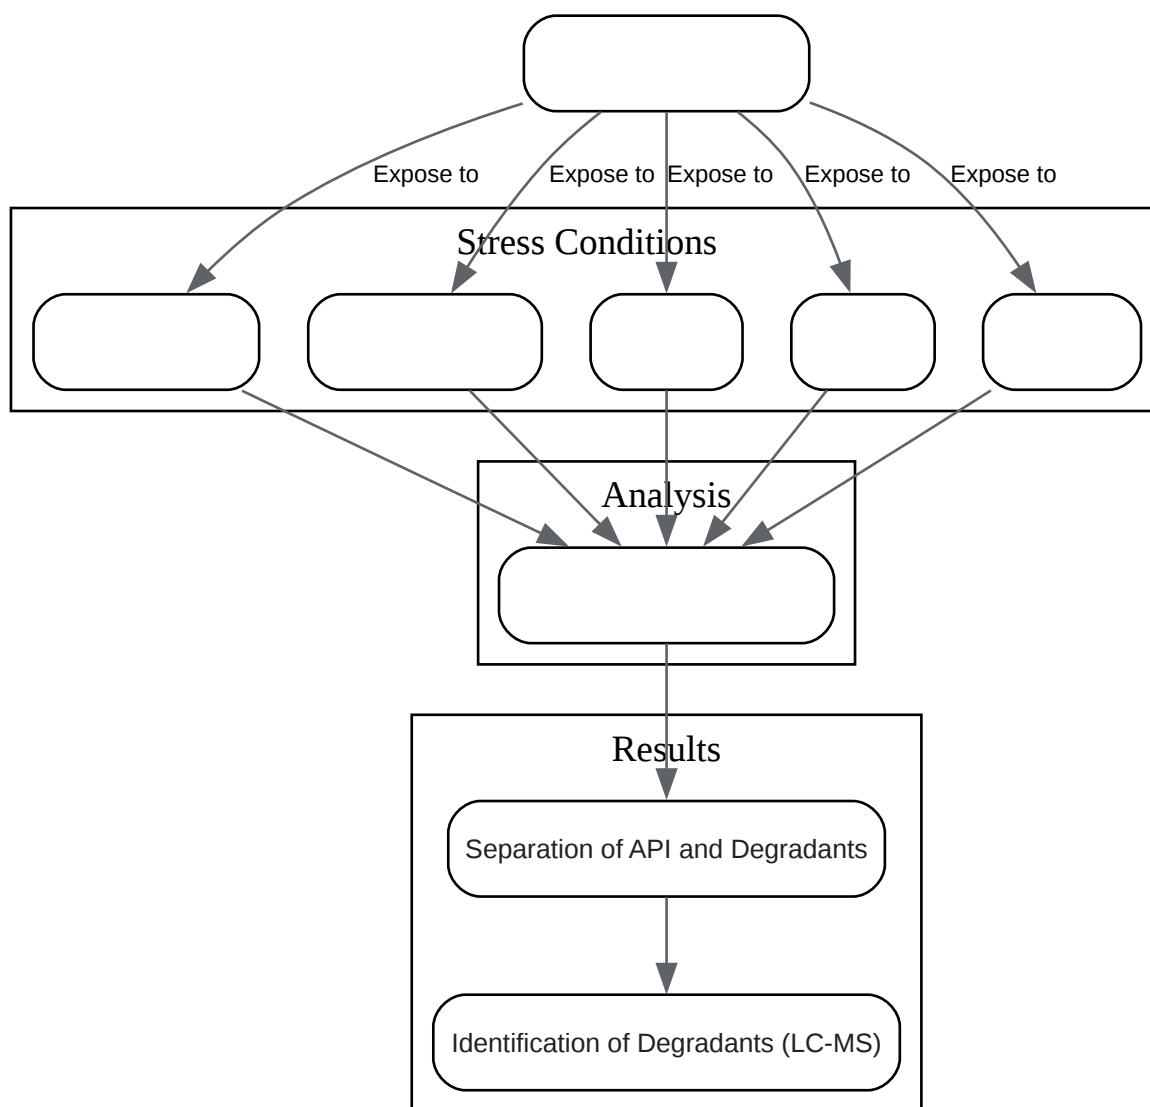 Expose to
Expose to
Expose to
Expose to
Expose to
Stress Conditions
Analysis
Results
Separation of API and Degradants
Identification of Degradants (LC-MS)